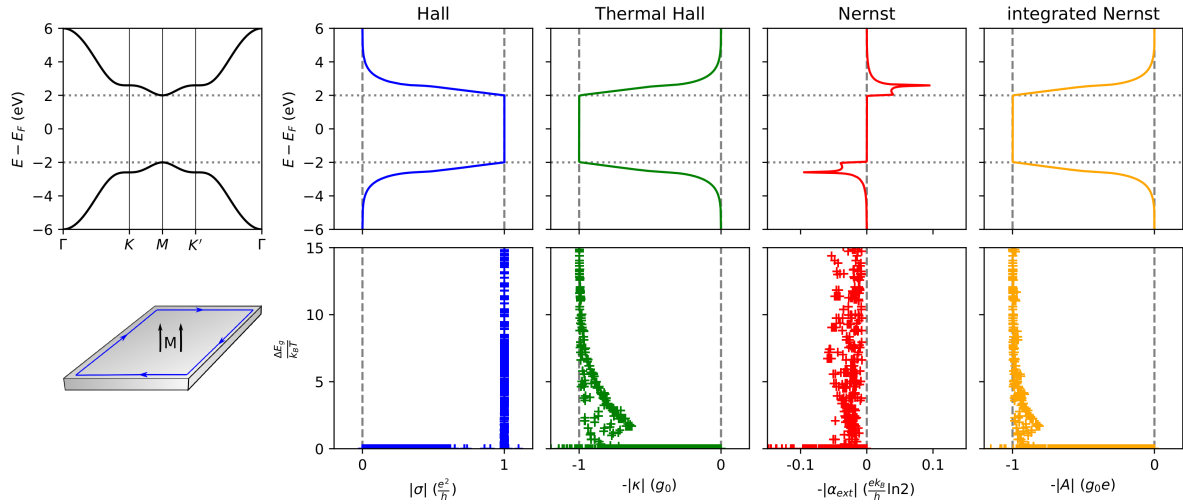 Hall
Thermal Hall
Nernst
integrated Nernst
6
4
2
0
−2
−4
−6
E − E_F (eV)
Γ K M K′ Γ
6
4
2
0
−2
−4
−6
E − E_F (eV)
M
15
10
5
0
ΔE_g / k_BT
0 1
|σ| (e²/h)
-1 0
-|κ| (g₀)
-0.1 0 0.1
-|α_ext| (ek_B/h ln2)
-1 0
-|A| (g₀e)